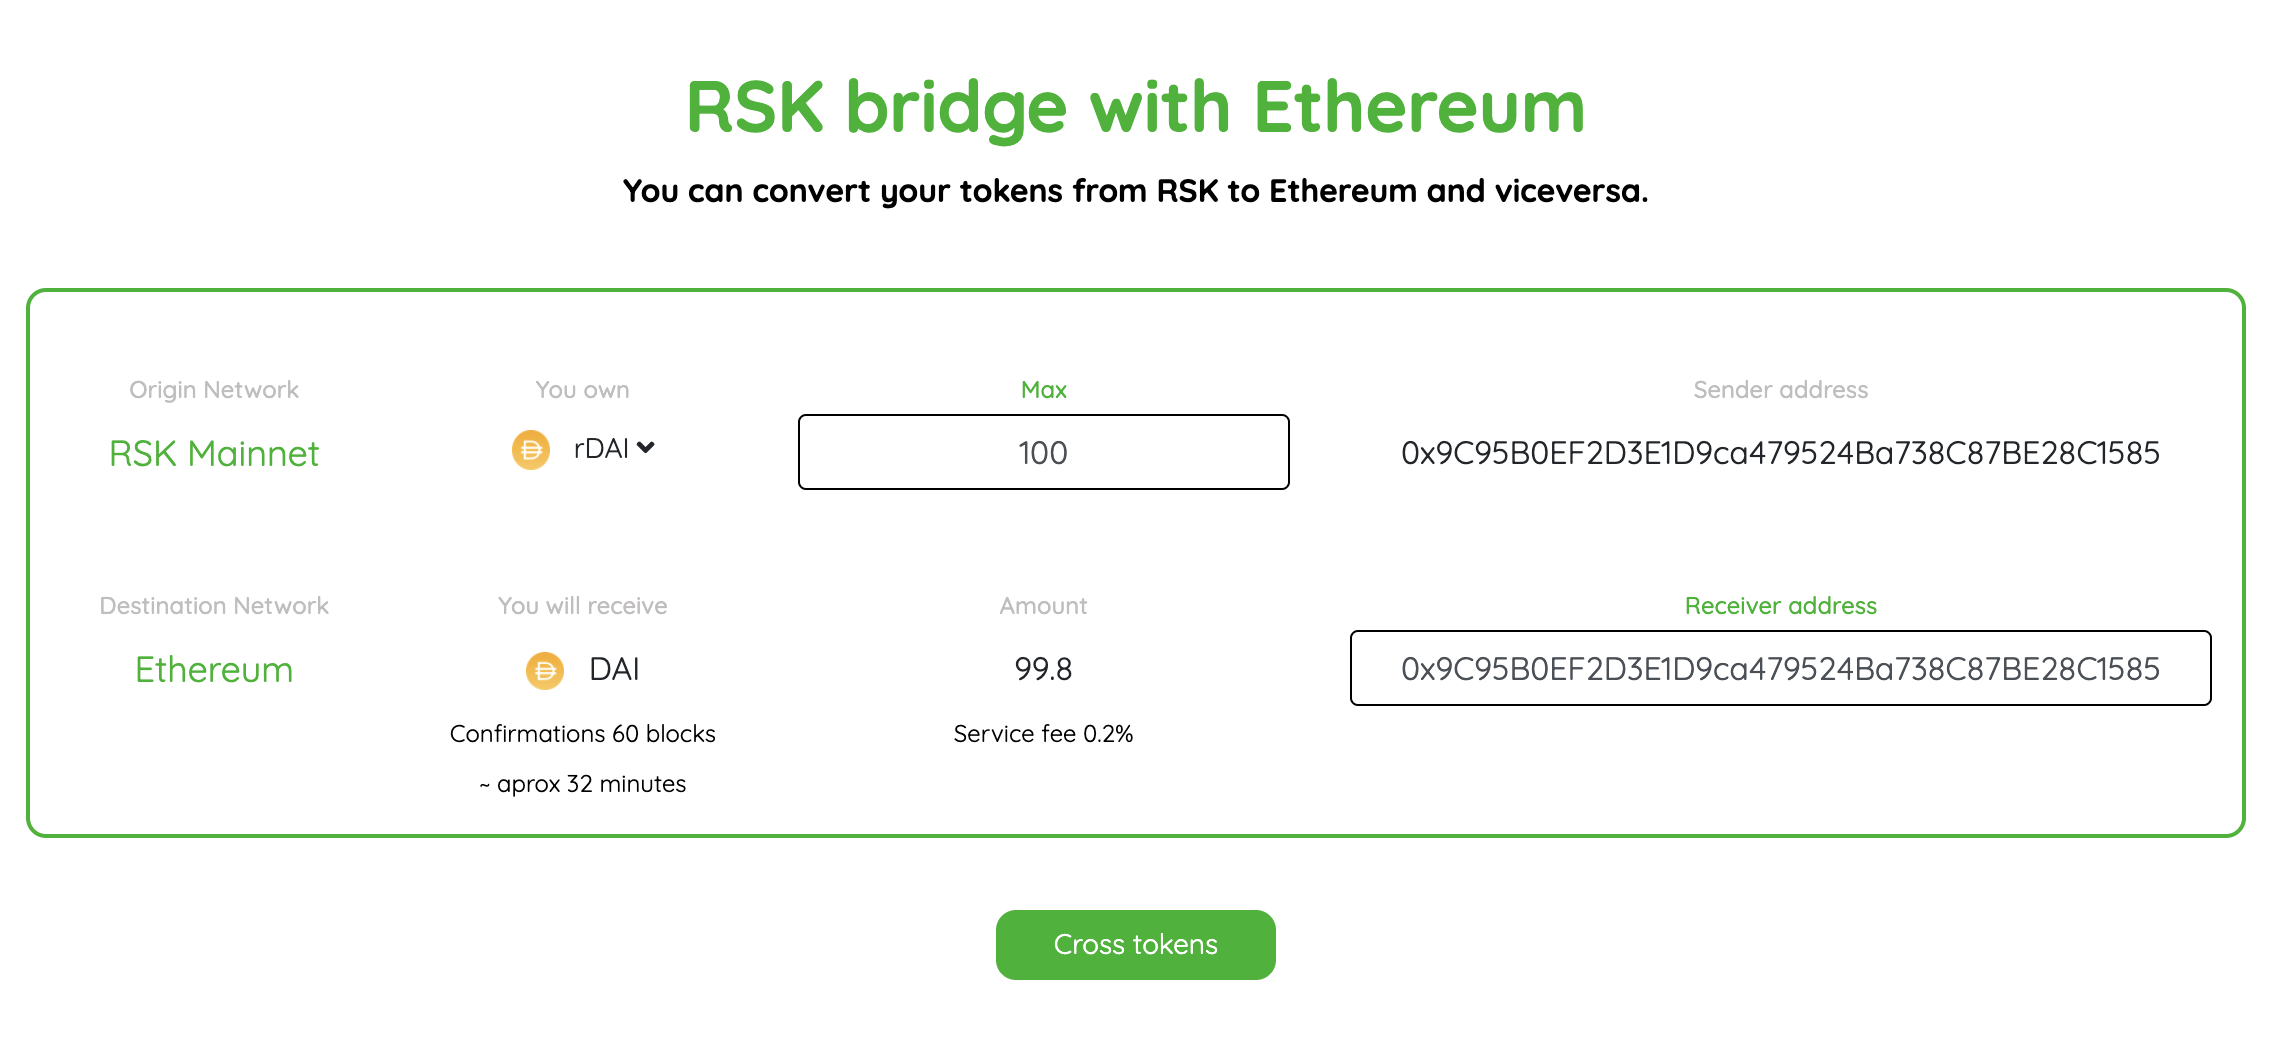 RSK bridge with Ethereum
You can convert your tokens from RSK to Ethereum and viceversa.
Origin Network
RSK Mainnet
You own
rDAI
Max
100
Sender address
0x9C95B0EF2D3E1D9ca479524Ba738C87BE28C1585
Destination Network
Ethereum
You will receive
DAI
Confirmations 60 blocks
~ aprox 32 minutes
Amount
99.8
Service fee 0.2%
Receiver address
0x9C95B0EF2D3E1D9ca479524Ba738C87BE28C1585
Cross tokens